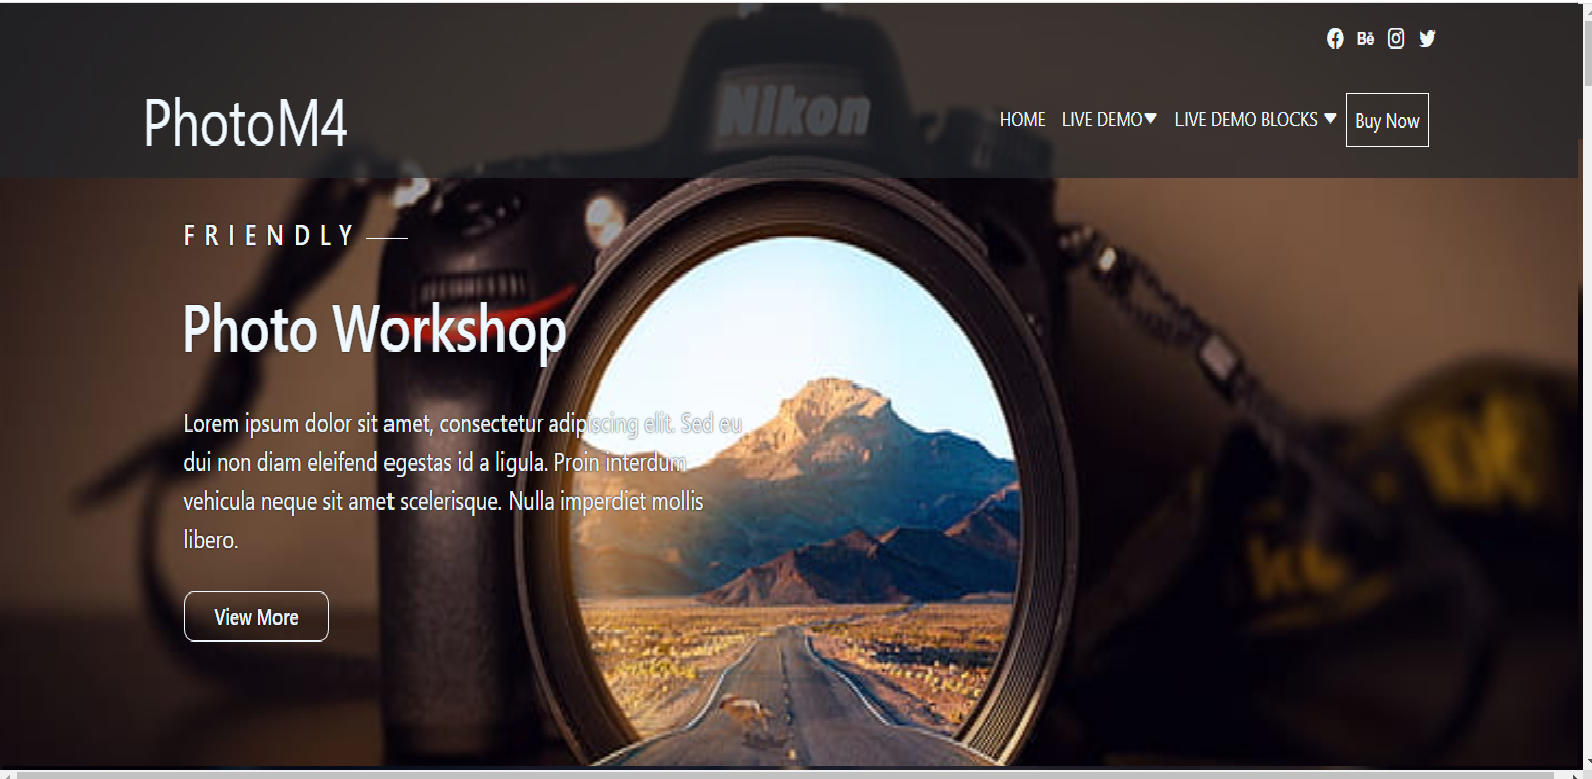 Bē
PhotoM4
Nikon
HOME LIVE DEMO▼ LIVE DEMO BLOCKS ▼ Buy Now
FRIENDLY
Photo Workshop
Lorem ipsum dolor sit amet, consectetur adipiscing elit. Sed eu
dui non diam eleifend egestas id a ligula. Proin interdum
vehicula neque sit amet scelerisque. Nulla imperdiet mollis
libero.
View More